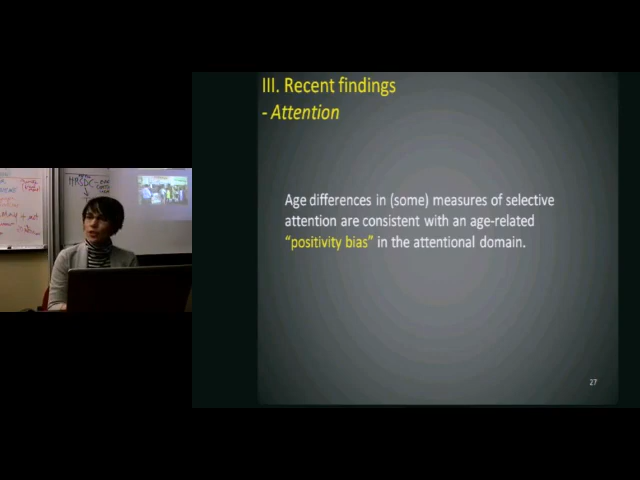 III. Recent findings
- Attention
Age differences in (some) measures of selective
attention are consistent with an age-related
“positivity bias” in the attentional domain.
27